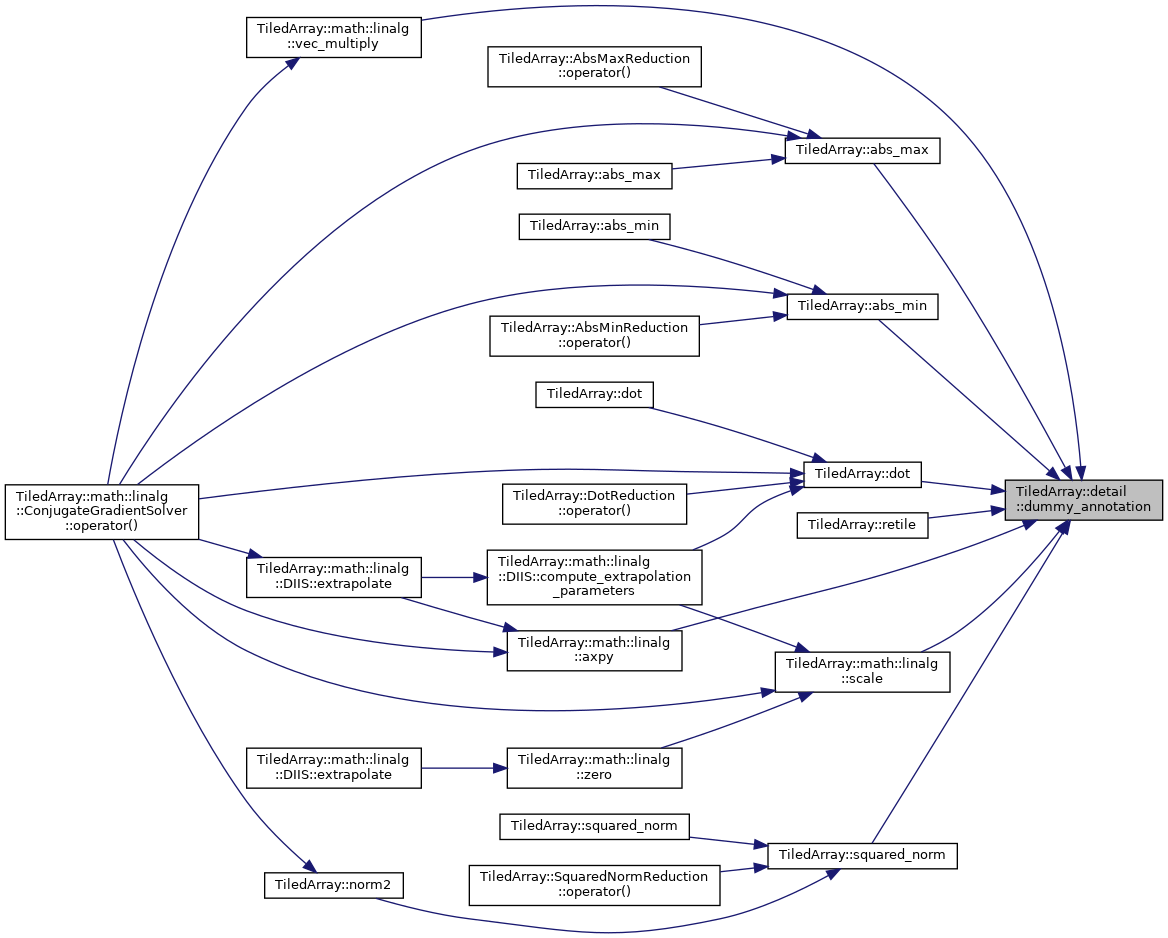 TiledArray::math::linalg
::vec_multiply
TiledArray::AbsMaxReduction
::operator()
TiledArray::abs_max
TiledArray::abs_max
TiledArray::abs_min
TiledArray::abs_min
TiledArray::AbsMinReduction
::operator()
TiledArray::dot
TiledArray::dot
TiledArray::detail
::dummy_annotation
TiledArray::math::linalg
::ConjugateGradientSolver
::operator()
TiledArray::DotReduction
::operator()
TiledArray::retile
TiledArray::math::linalg
::DIIS::extrapolate
TiledArray::math::linalg
::DIIS::compute_extrapolation
_parameters
TiledArray::math::linalg
::axpy
TiledArray::math::linalg
::scale
TiledArray::math::linalg
::DIIS::extrapolate
TiledArray::math::linalg
::zero
TiledArray::squared_norm
TiledArray::squared_norm
TiledArray::SquaredNormReduction
::operator()
TiledArray::norm2